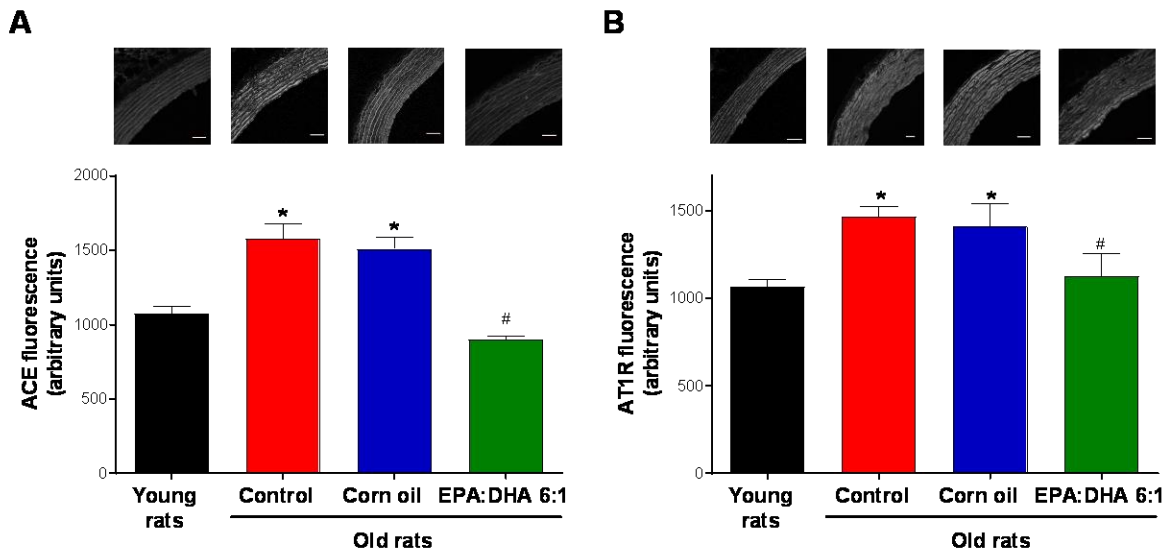 A
2000
1500
1000
500
0
ACE fluorescence
(arbitrary units)
*
*
#
Young
rats
Control
Corn oil
EPA:DHA 6:1
Old rats
B
1500
1000
500
0
AT1R fluorescence
(arbitrary units)
*
*
#
Young
rats
Control
Corn oil
EPA:DHA 6:1
Old rats